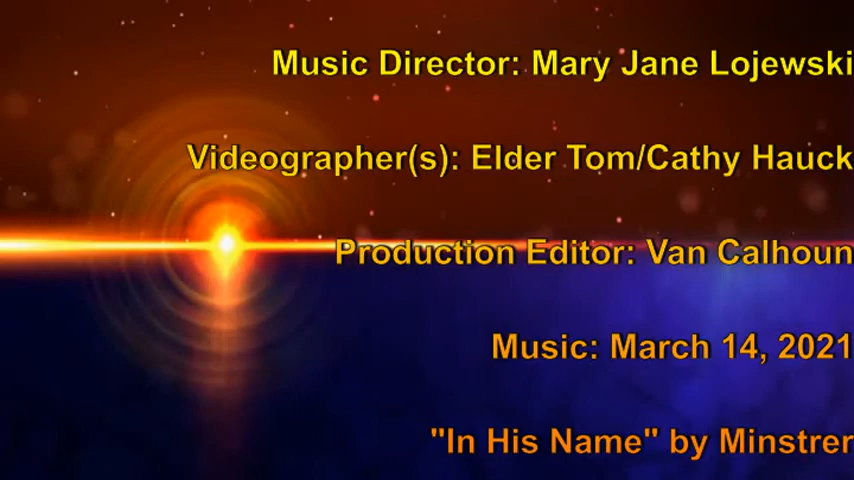 Music Director: Mary Jane Lojewski
Videographer(s): Elder Tom/Cathy Hauck
Production Editor: Van Calhoun
Music: March 14, 2021
"In His Name" by Minstrer